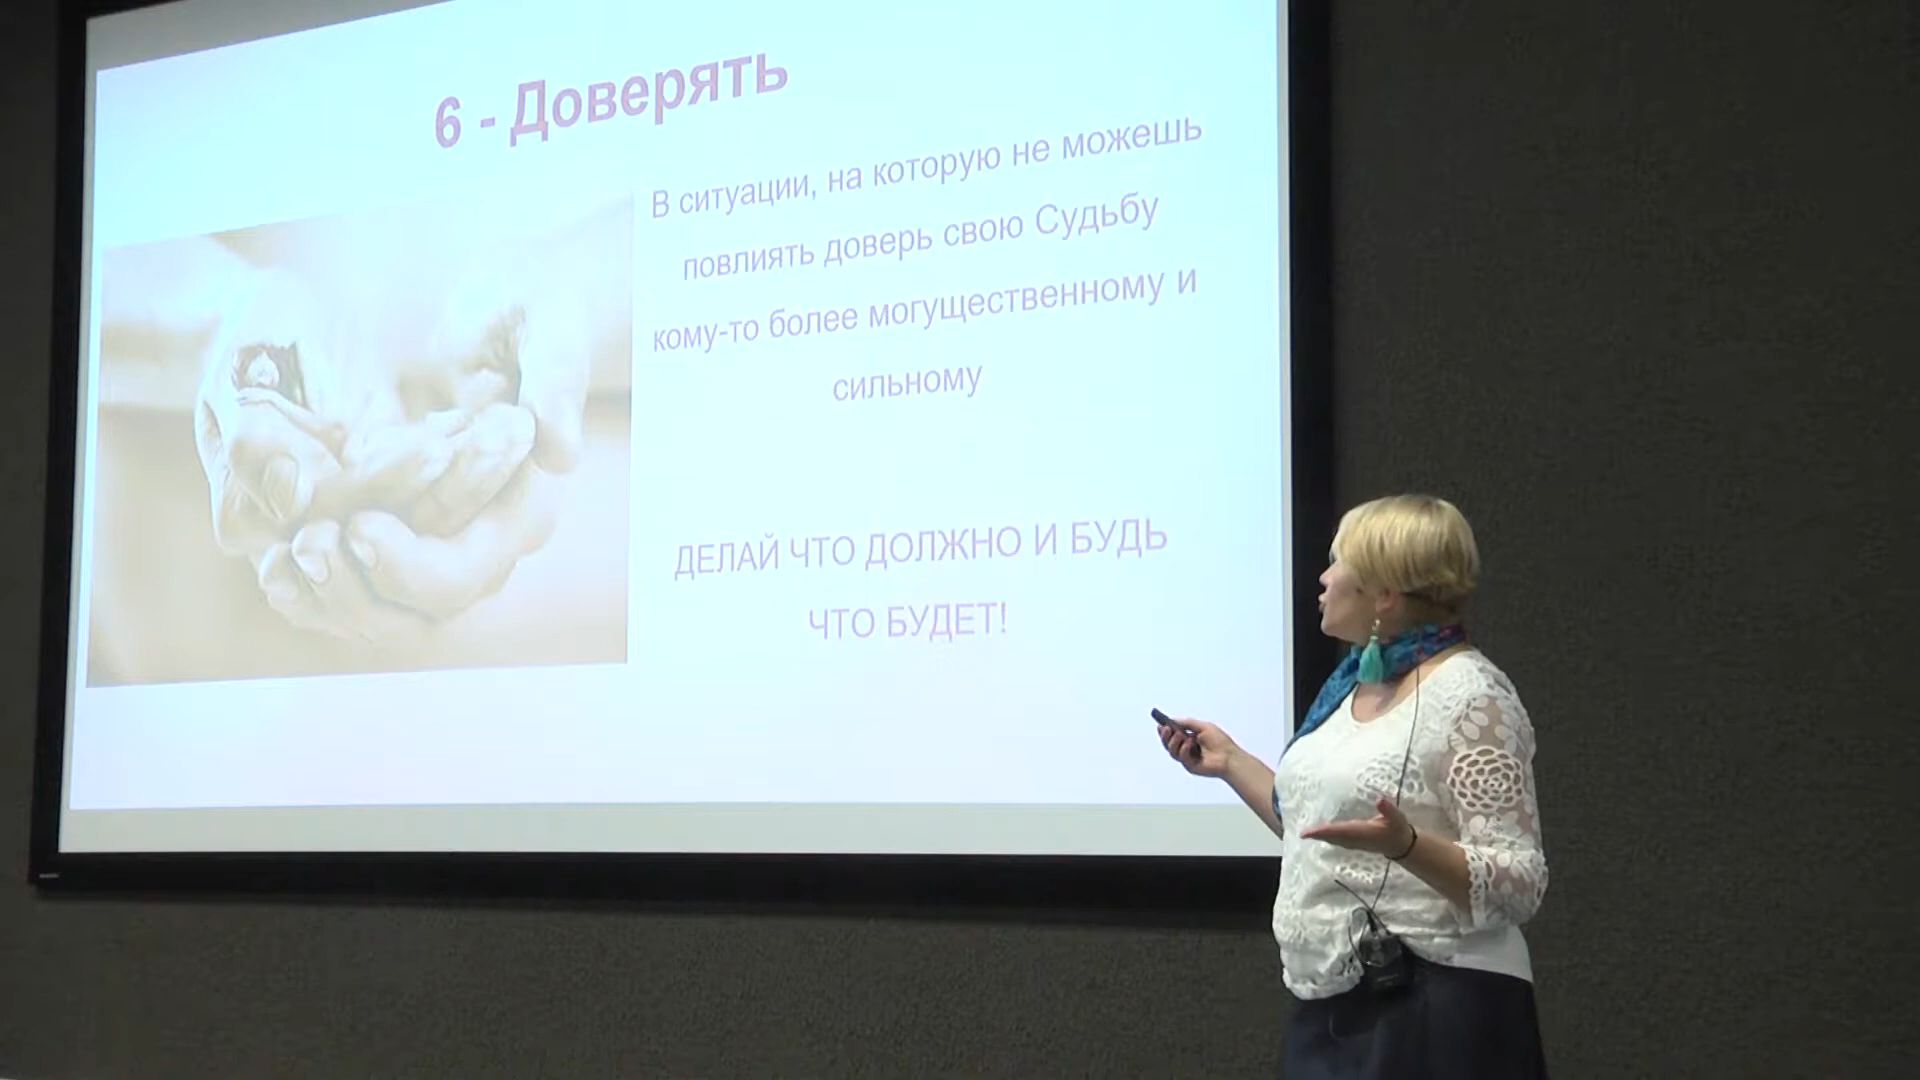 6 - Доверять
В ситуации, на которую не можешь
повлиять доверь свою Судьбу
кому-то более могущественному и
сильному
ДЕЛАЙ ЧТО ДОЛЖНО И БУДЬ
ЧТО БУДЕТ!